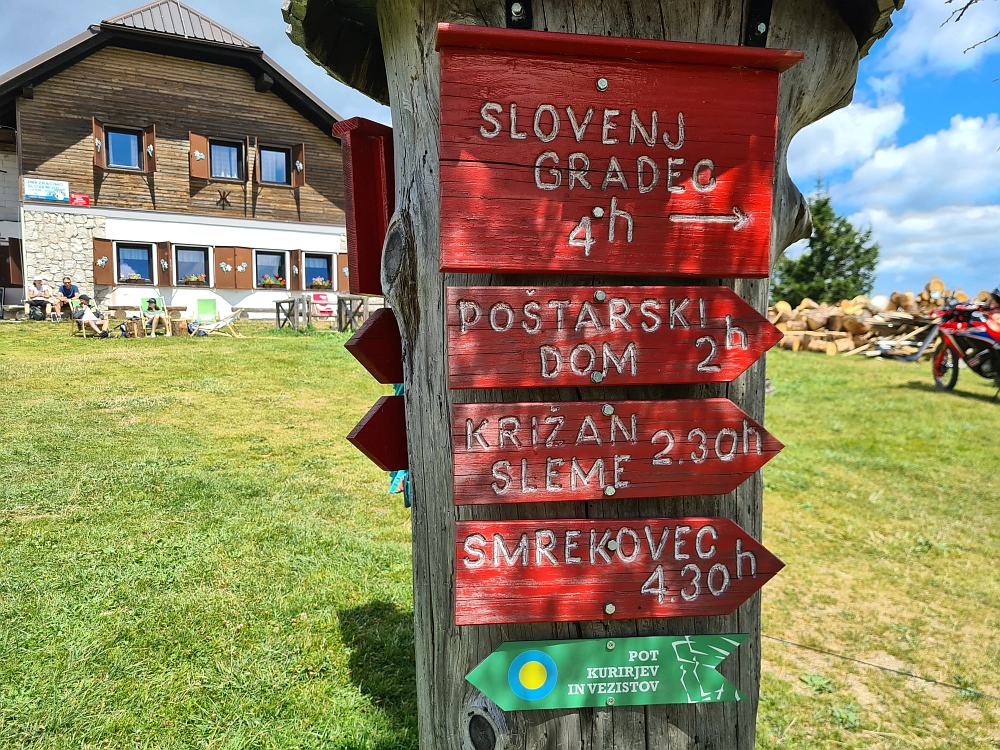 SLOVENJ
GRADEC
4h
POŠTARSKI
DOM 2h
KRIŽAN 2.30h
SLEME
SMREKOVEC
4.30h
POT
KURIRJEV
IN VEZISTOV